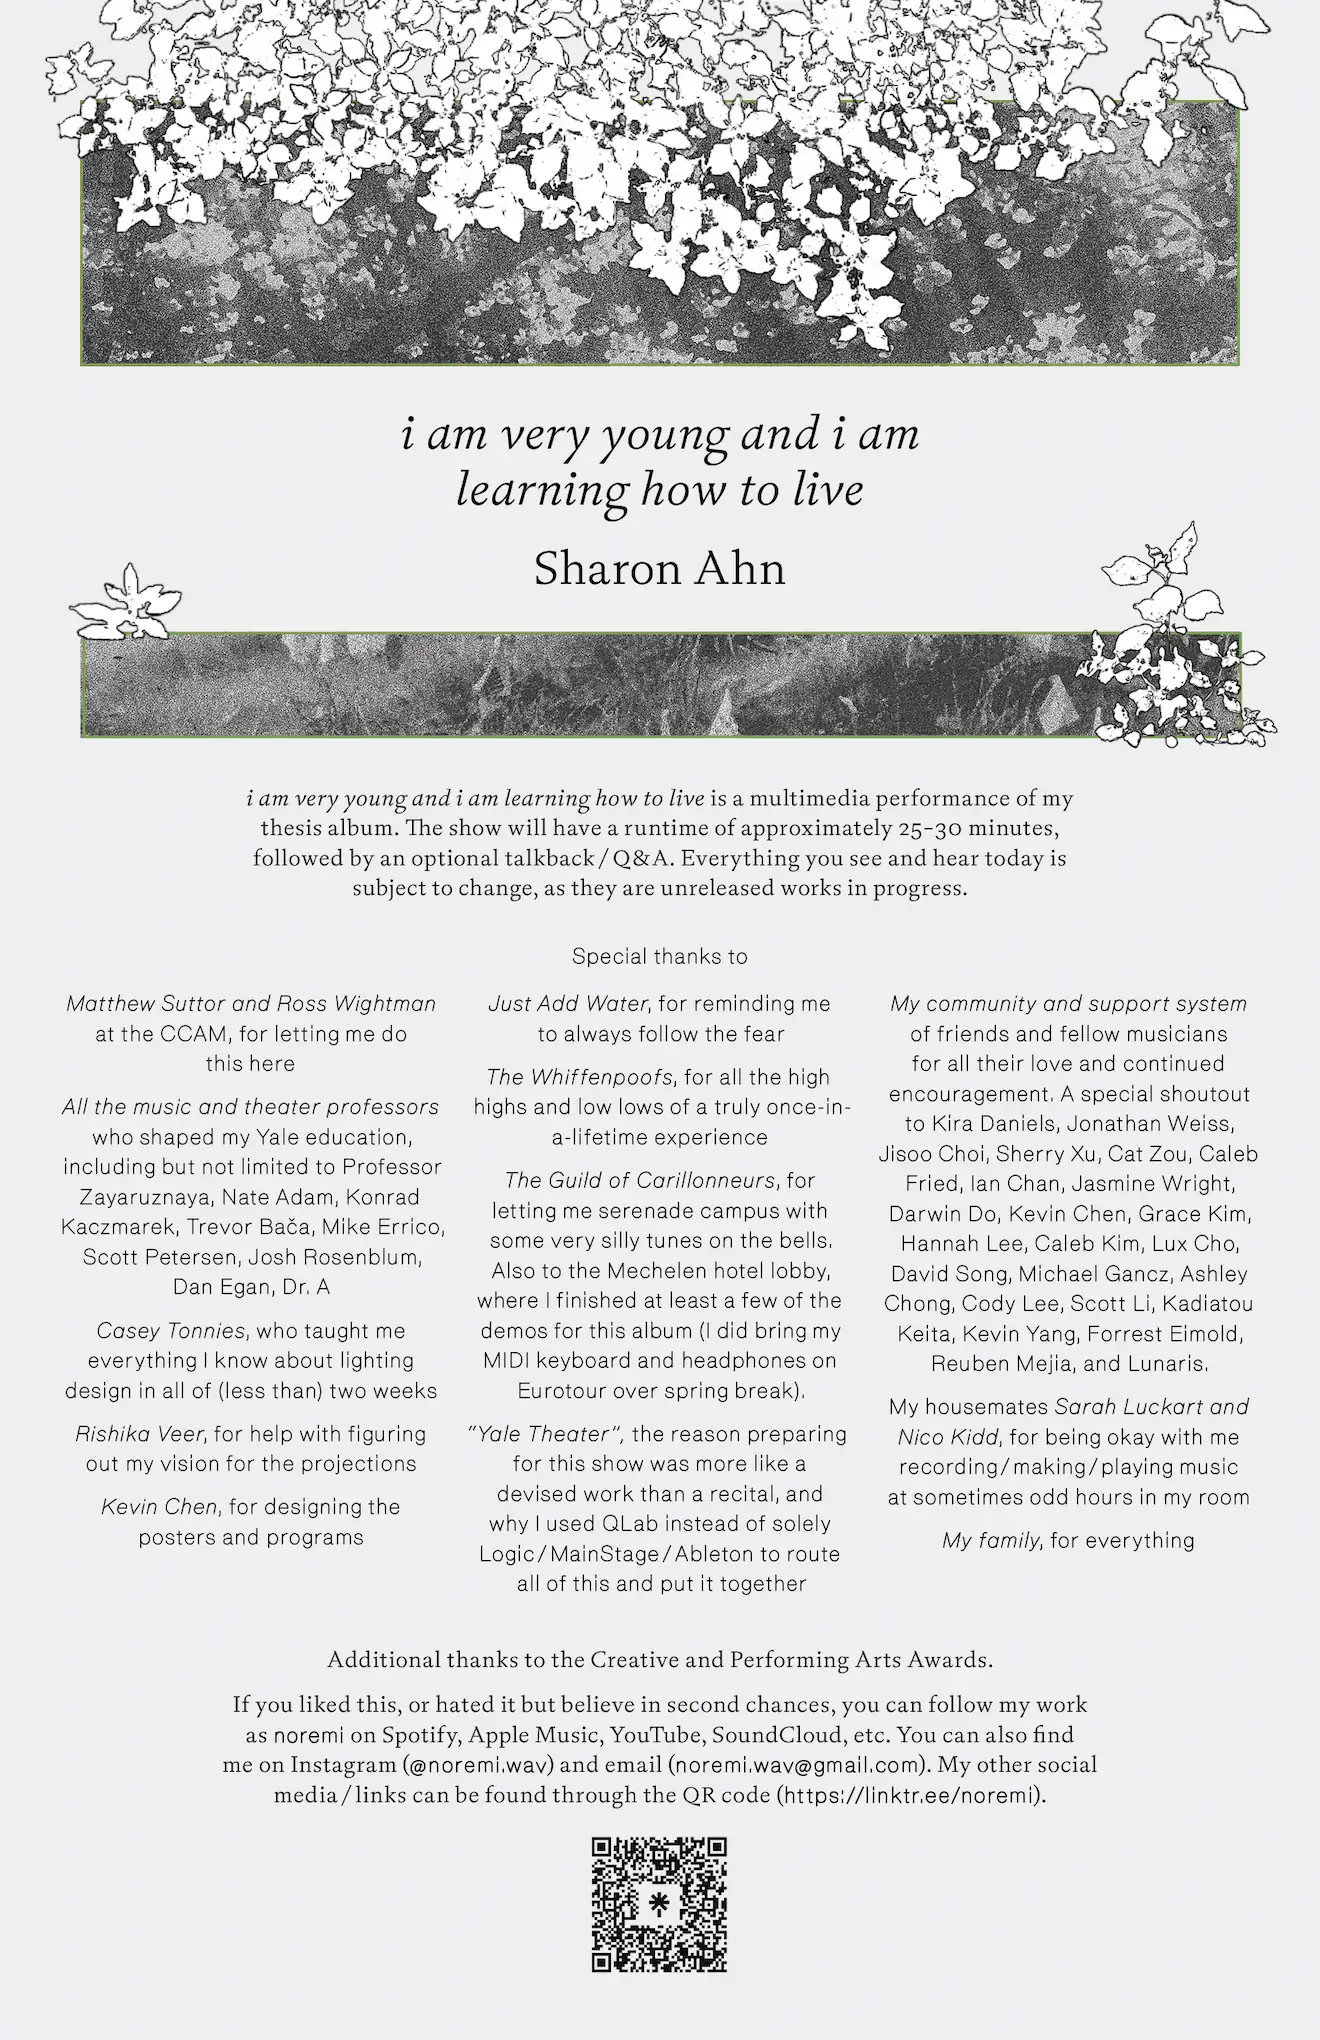 i am very young and i am
learning how to live
Sharon Ahn
i am very young and i am learning how to live is a multimedia performance of my
thesis album. The show will have a runtime of approximately 25–30 minutes,
followed by an optional talkback/Q&A. Everything you see and hear today is
subject to change, as they are unreleased works in progress.
Special thanks to
Matthew Suttor and Ross Wightman
at the CCAM, for letting me do
this here
All the music and theater professors
who shaped my Yale education,
including but not limited to Professor
Zayaruznaya, Nate Adam, Konrad
Kaczmarek, Trevor Bača, Mike Errico,
Scott Petersen, Josh Rosenblum,
Dan Egan, Dr. A
Casey Tonnies, who taught me
everything I know about lighting
design in all of (less than) two weeks
Rishika Veer, for help with figuring
out my vision for the projections
Kevin Chen, for designing the
posters and programs
Just Add Water, for reminding me
to always follow the fear
The Whiffenpoofs, for all the high
highs and low lows of a truly once-in-
a-lifetime experience
The Guild of Carillonneurs, for
letting me serenade campus with
some very silly tunes on the bells.
Also to the Mechelen hotel lobby,
where I finished at least a few of the
demos for this album (I did bring my
MIDI keyboard and headphones on
Eurotour over spring break).
"Yale Theater", the reason preparing
for this show was more like a
devised work than a recital, and
why I used QLab instead of solely
Logic/MainStage/Ableton to route
all of this and put it together
My community and support system
of friends and fellow musicians
for all their love and continued
encouragement. A special shoutout
to Kira Daniels, Jonathan Weiss,
Jisoo Choi, Sherry Xu, Cat Zou, Caleb
Fried, Ian Chan, Jasmine Wright,
Darwin Do, Kevin Chen, Grace Kim,
Hannah Lee, Caleb Kim, Lux Cho,
David Song, Michael Gancz, Ashley
Chong, Cody Lee, Scott Li, Kadiatou
Keita, Kevin Yang, Forrest Eimold,
Reuben Mejia, and Lunaris.
My housemates Sarah Luckart and
Nico Kidd, for being okay with me
recording/making/playing music
at sometimes odd hours in my room
My family, for everything
Additional thanks to the Creative and Performing Arts Awards.
If you liked this, or hated it but believe in second chances, you can follow my work
as noremi on Spotify, Apple Music, YouTube, SoundCloud, etc. You can also find
me on Instagram (@noremi.wav) and email (noremi.wav@gmail.com). My other social
media/links can be found through the QR code (https://linktr.ee/noremi).